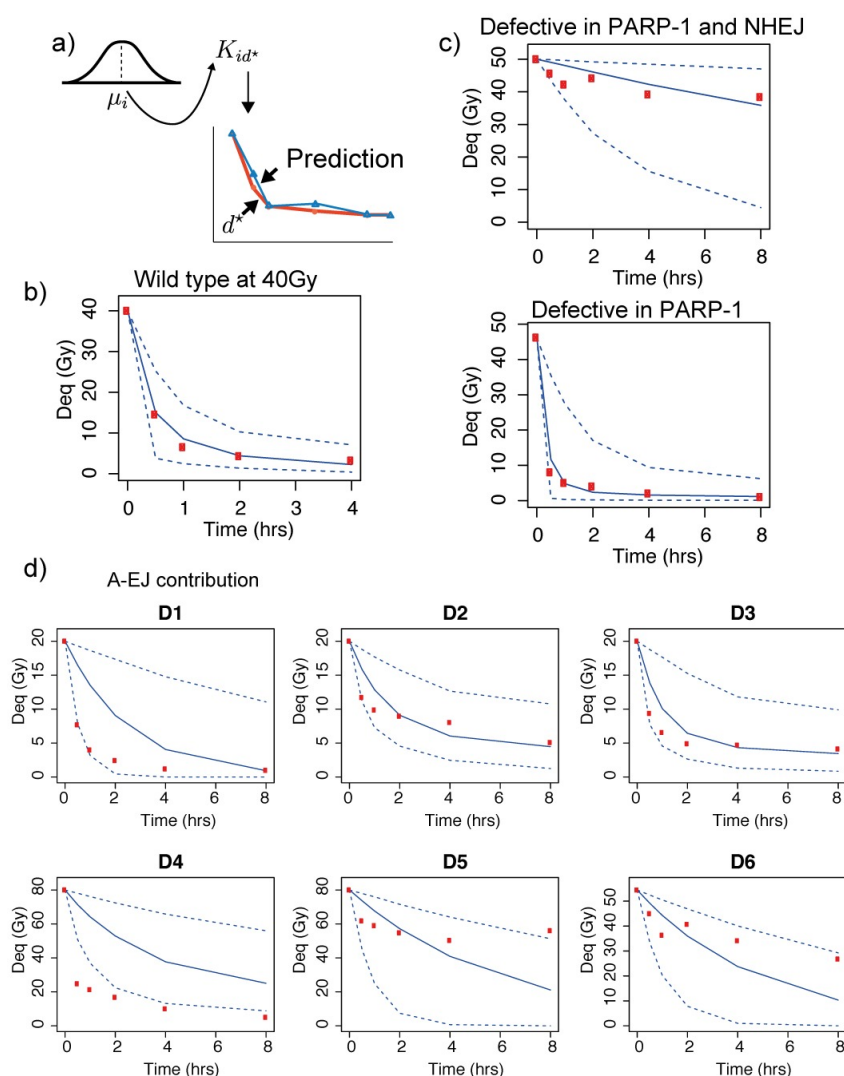 a)
μi
Kid⋆
Prediction
d⋆
b)
Wild type at 40Gy
Deq (Gy)
40
30
20
10
0
0 1 2 3 4
Time (hrs)
c)
Defective in PARP-1 and NHEJ
Deq (Gy)
50
40
30
20
10
0
0 2 4 6 8
Time (hrs)
Defective in PARP-1
Deq (Gy)
50
40
30
20
10
0
0 2 4 6 8
Time (hrs)
d)
A-EJ contribution
D1
Deq (Gy)
20
15
10
5
0
0 2 4 6 8
Time (hrs)
D2
Deq (Gy)
20
15
10
5
0
0 2 4 6 8
Time (hrs)
D3
Deq (Gy)
20
15
10
5
0
0 2 4 6 8
Time (hrs)
D4
Deq (Gy)
80
60
40
20
0
0 2 4 6 8
Time (hrs)
D5
Deq (Gy)
80
60
40
20
0
0 2 4 6 8
Time (hrs)
D6
Deq (Gy)
50
40
30
20
10
0
0 2 4 6 8
Time (hrs)